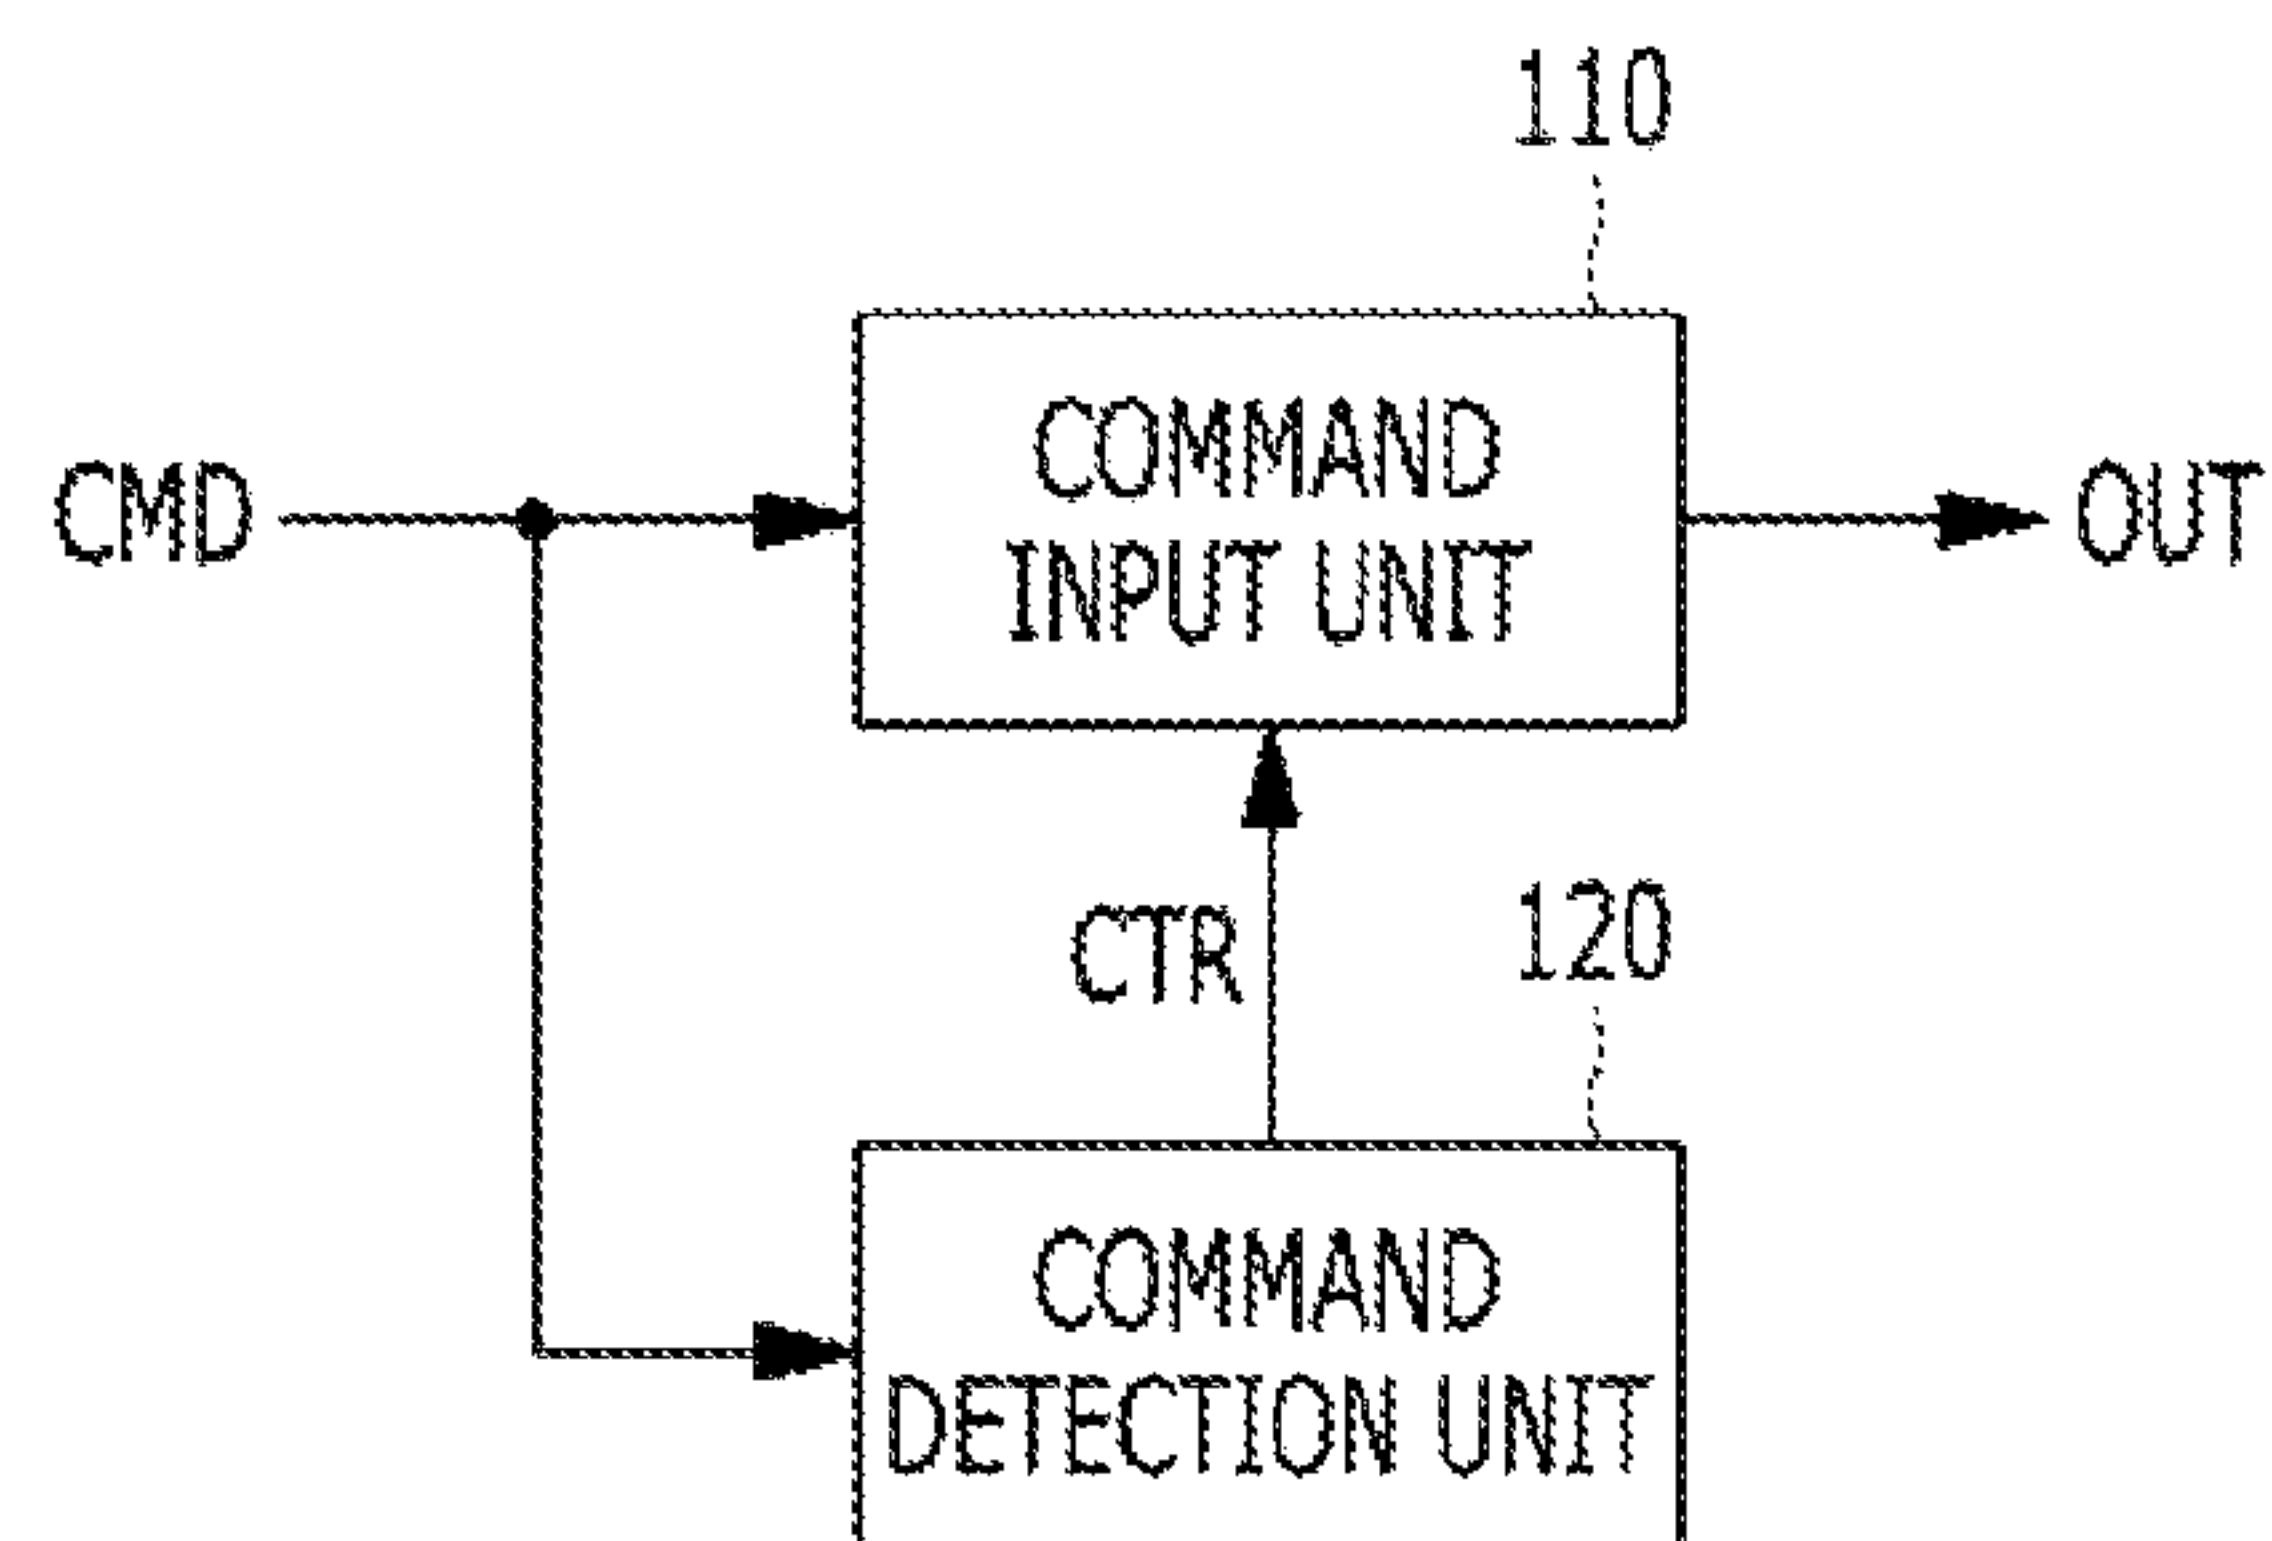 110
COMMAND
INPUT UNIT
CMD
OUT
CTR
120
COMMAND
DETECTION UNIT